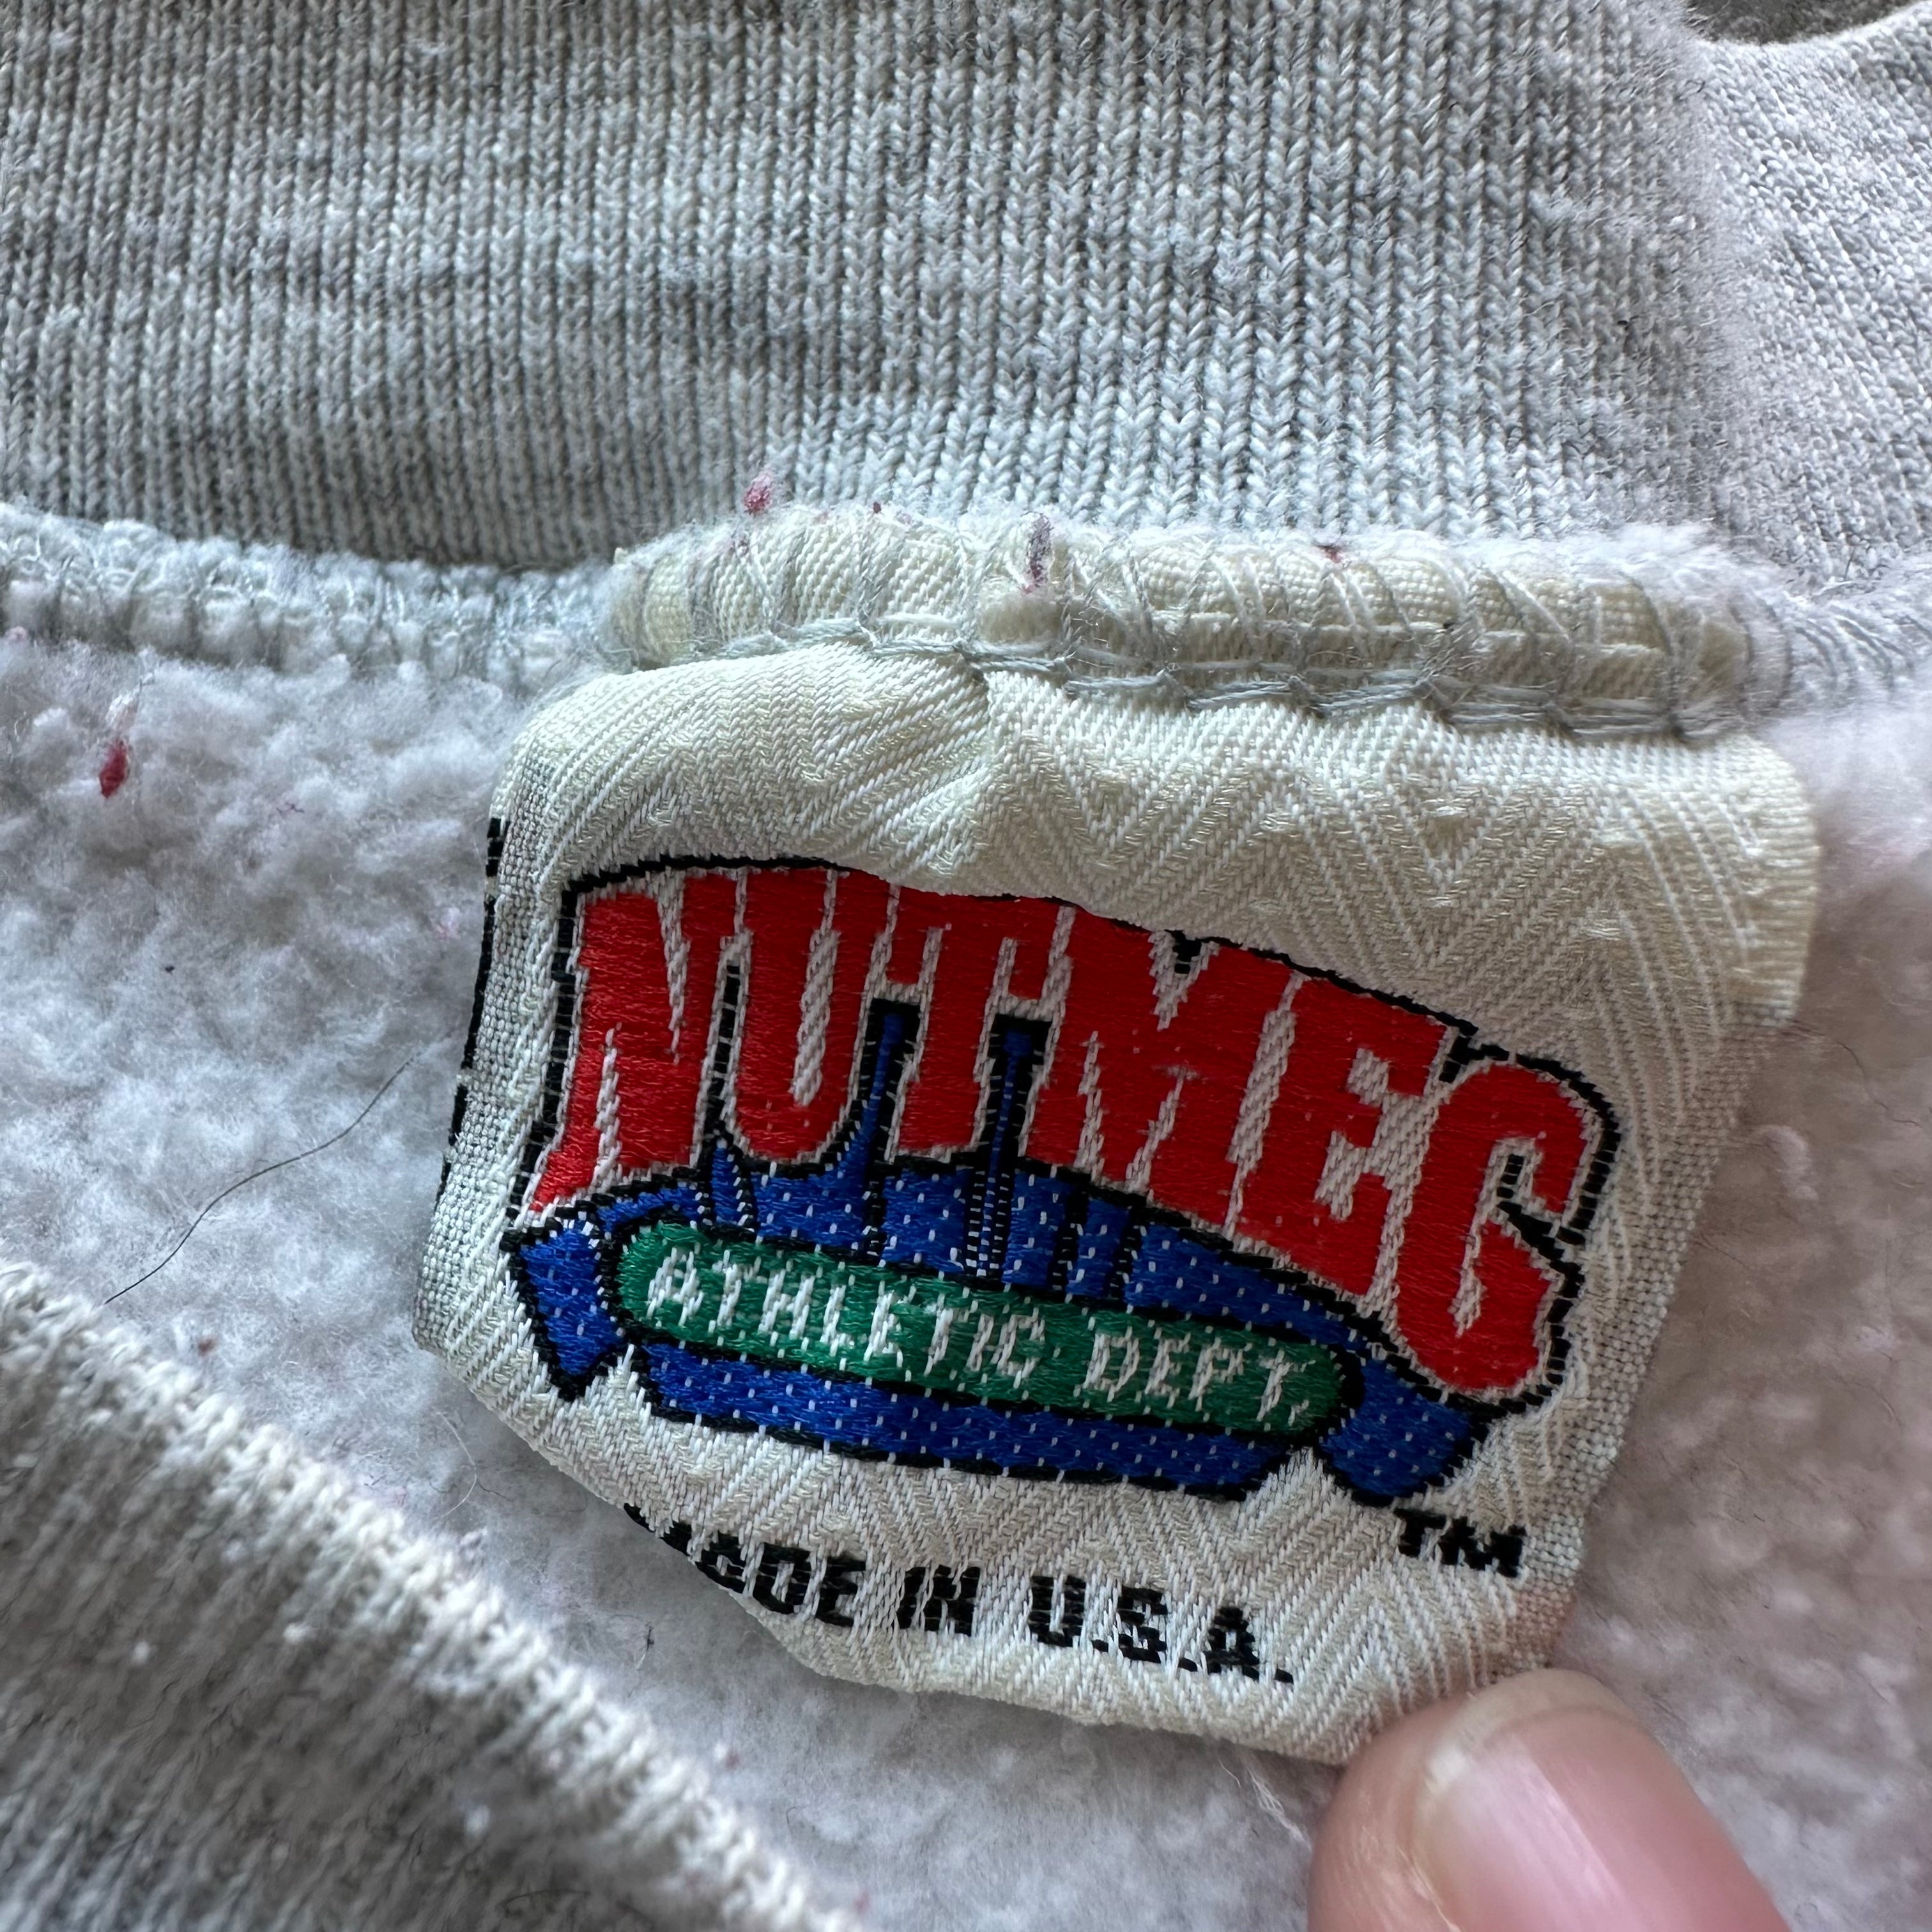 NUTMEG
ATHLETIC DEPT.
TM
MADE IN U.S.A.